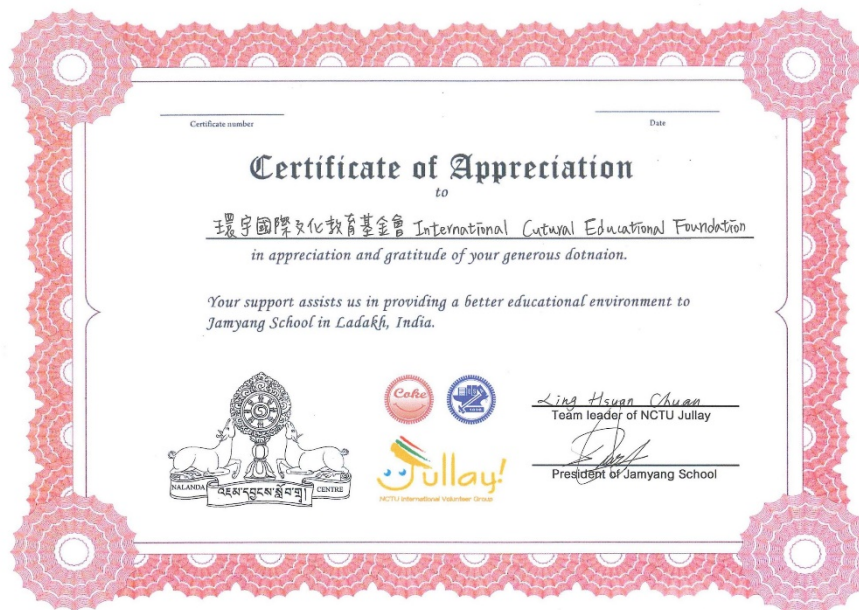 Certificate number
Date
Certificate of Appreciation
to
環宇國際文化教育基金會 International Cutural Educational Foundation
in appreciation and gratitude of your generous dotnaion.
Your support assists us in providing a better educational environment to
Jamyang School in Ladakh, India.
Coke
Ling Hsuan Chuan
Team leader of NCTU Jullay
Jullay!
NCTU International Volunteer Group
President of Jamyang School
NALANDA འཇམ་དབྱངས་སློབ་གྲྭ། CENTRE